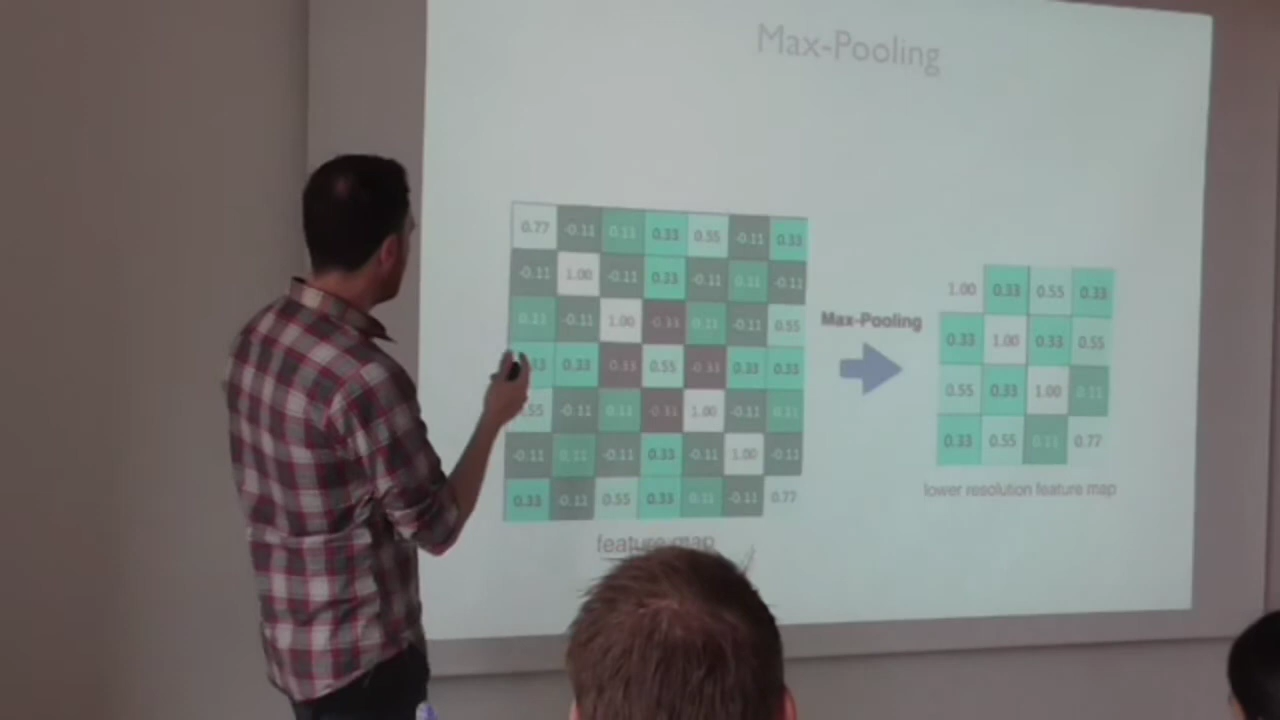 Max-Pooling
0.77 -0.11 0.11 0.33 0.55 -0.11 0.33
-0.11 1.00 -0.11 0.33 -0.11 0.11 -0.11
0.11 -0.11 1.00 -0.33 0.11 -0.11 0.55
0.33 -0.33 0.55 -0.33 0.33 0.33
-0.11 0.11 -0.33 1.00 -0.11 0.11
-0.11 0.11 -0.11 0.33 -0.11 1.00 -0.11
0.33 -0.11 0.55 0.33 0.11 -0.11 0.77
feature map
Max-Pooling
1.00 0.33 0.55 0.33
0.33 1.00 0.33 0.55
0.55 0.33 1.00 0.11
0.33 0.55 0.11 0.77
lower resolution feature map